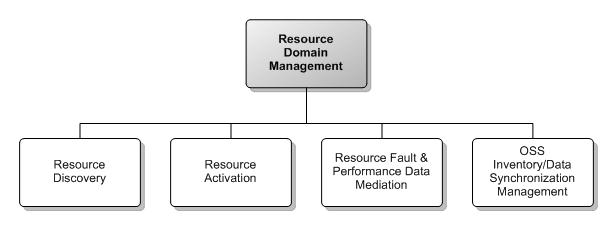 Resource
Domain
Management
Resource
Discovery
Resource
Activation
Resource Fault &
Performance Data
Mediation
OSS
Inventory/Data
Synchronization
Management